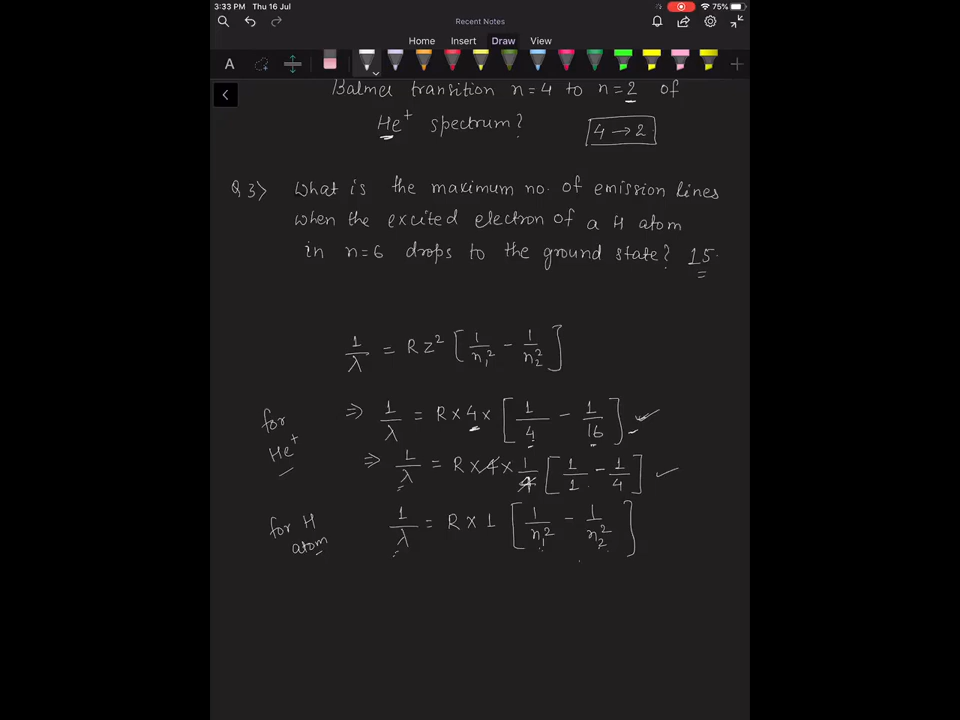 3:33 PM Thu 16 Jul
75%
Recent Notes
Home Insert Draw View
A
Balmer transition n=4 to n=2 of
He⁺ spectrum? 4 → 2
Q 3> What is the maximum no. of emission lines
when the excited electron of a H atom
in n=6 drops to the ground state? 15
1/λ = R Z² [1/n₁² − 1/n₂²]
for He⁺ ⇒ 1/λ = R × 4 × [1/4 − 1/16] ✓
⇒ 1/λ = R × 4 × 1/4 [1/1 − 1/4] ✓
for H atom 1/λ = R × 1 [1/n₁² − 1/n₂²]